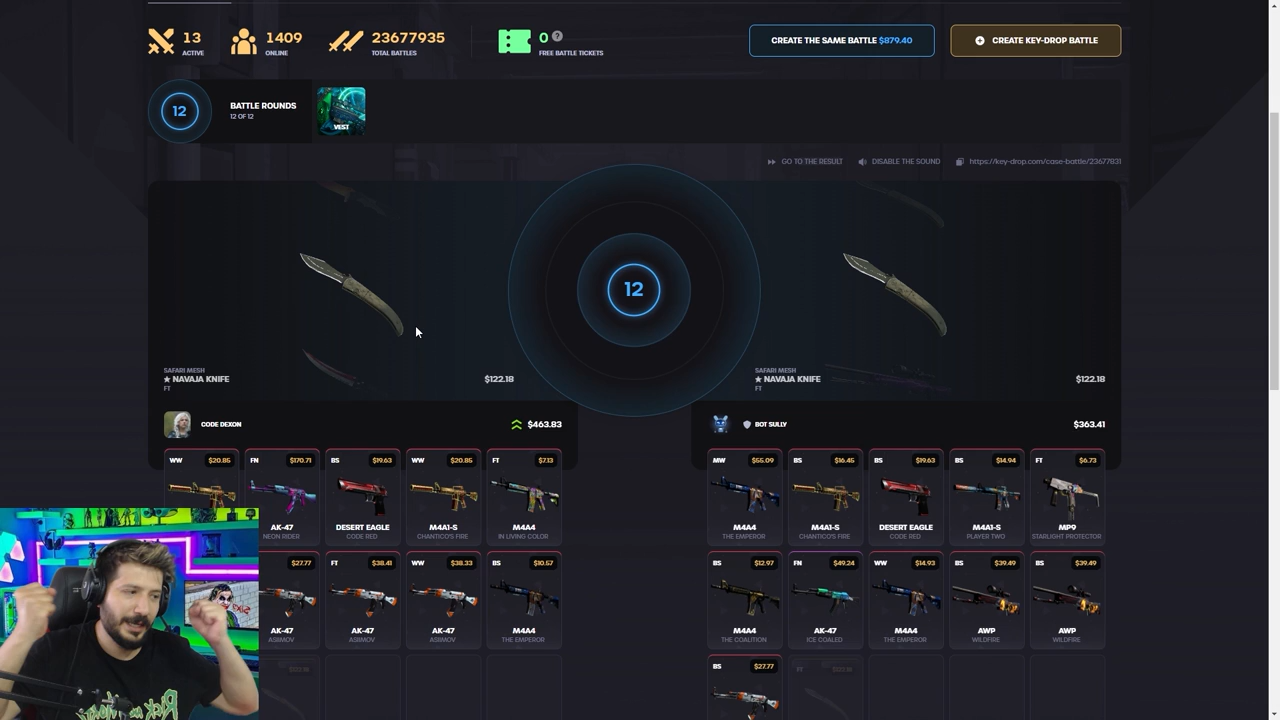 13
ACTIVE
1409
ONLINE
23677935
TOTAL BATTLES
0 ?
FREE BATTLE TICKETS
CREATE THE SAME BATTLE $879.40
CREATE KEY-DROP BATTLE
12
BATTLE ROUNDS
12 OF 12
VEST
GO TO THE RESULT
DISABLE THE SOUND
https://key-drop.com/case-battle/23677831
12
SAFARI MESH
★ NAVAJA KNIFE
FT
$122.18
SAFARI MESH
★ NAVAJA KNIFE
FT
$122.18
CODE DEXON
$463.83
BOT SULLY
$363.41
WW $20.85
FN $170.71
BS $19.63
WW $20.85
FT $7.13
AK-47
NEON RIDER
DESERT EAGLE
CODE RED
M4A1-S
CHANTICO'S FIRE
M4A4
IN LIVING COLOR
MW $55.09
BS $16.45
BS $19.63
BS $14.94
FT $6.73
M4A4
THE EMPEROR
M4A1-S
CHANTICO'S FIRE
DESERT EAGLE
CODE RED
M4A1-S
PLAYER TWO
MP9
STARLIGHT PROTECTOR
$27.77
FT $38.41
WW $38.33
BS $10.57
AK-47
ASIIMOV
AK-47
ASIIMOV
AK-47
ASIIMOV
M4A4
THE EMPEROR
BS $12.97
FN $49.24
WW $14.93
BS $39.49
BS $39.49
M4A4
THE COALITION
AK-47
ICE COALED
M4A4
THE EMPEROR
AWP
WILDFIRE
AWP
WILDFIRE
$122.18
BS $27.77
FT $122.18